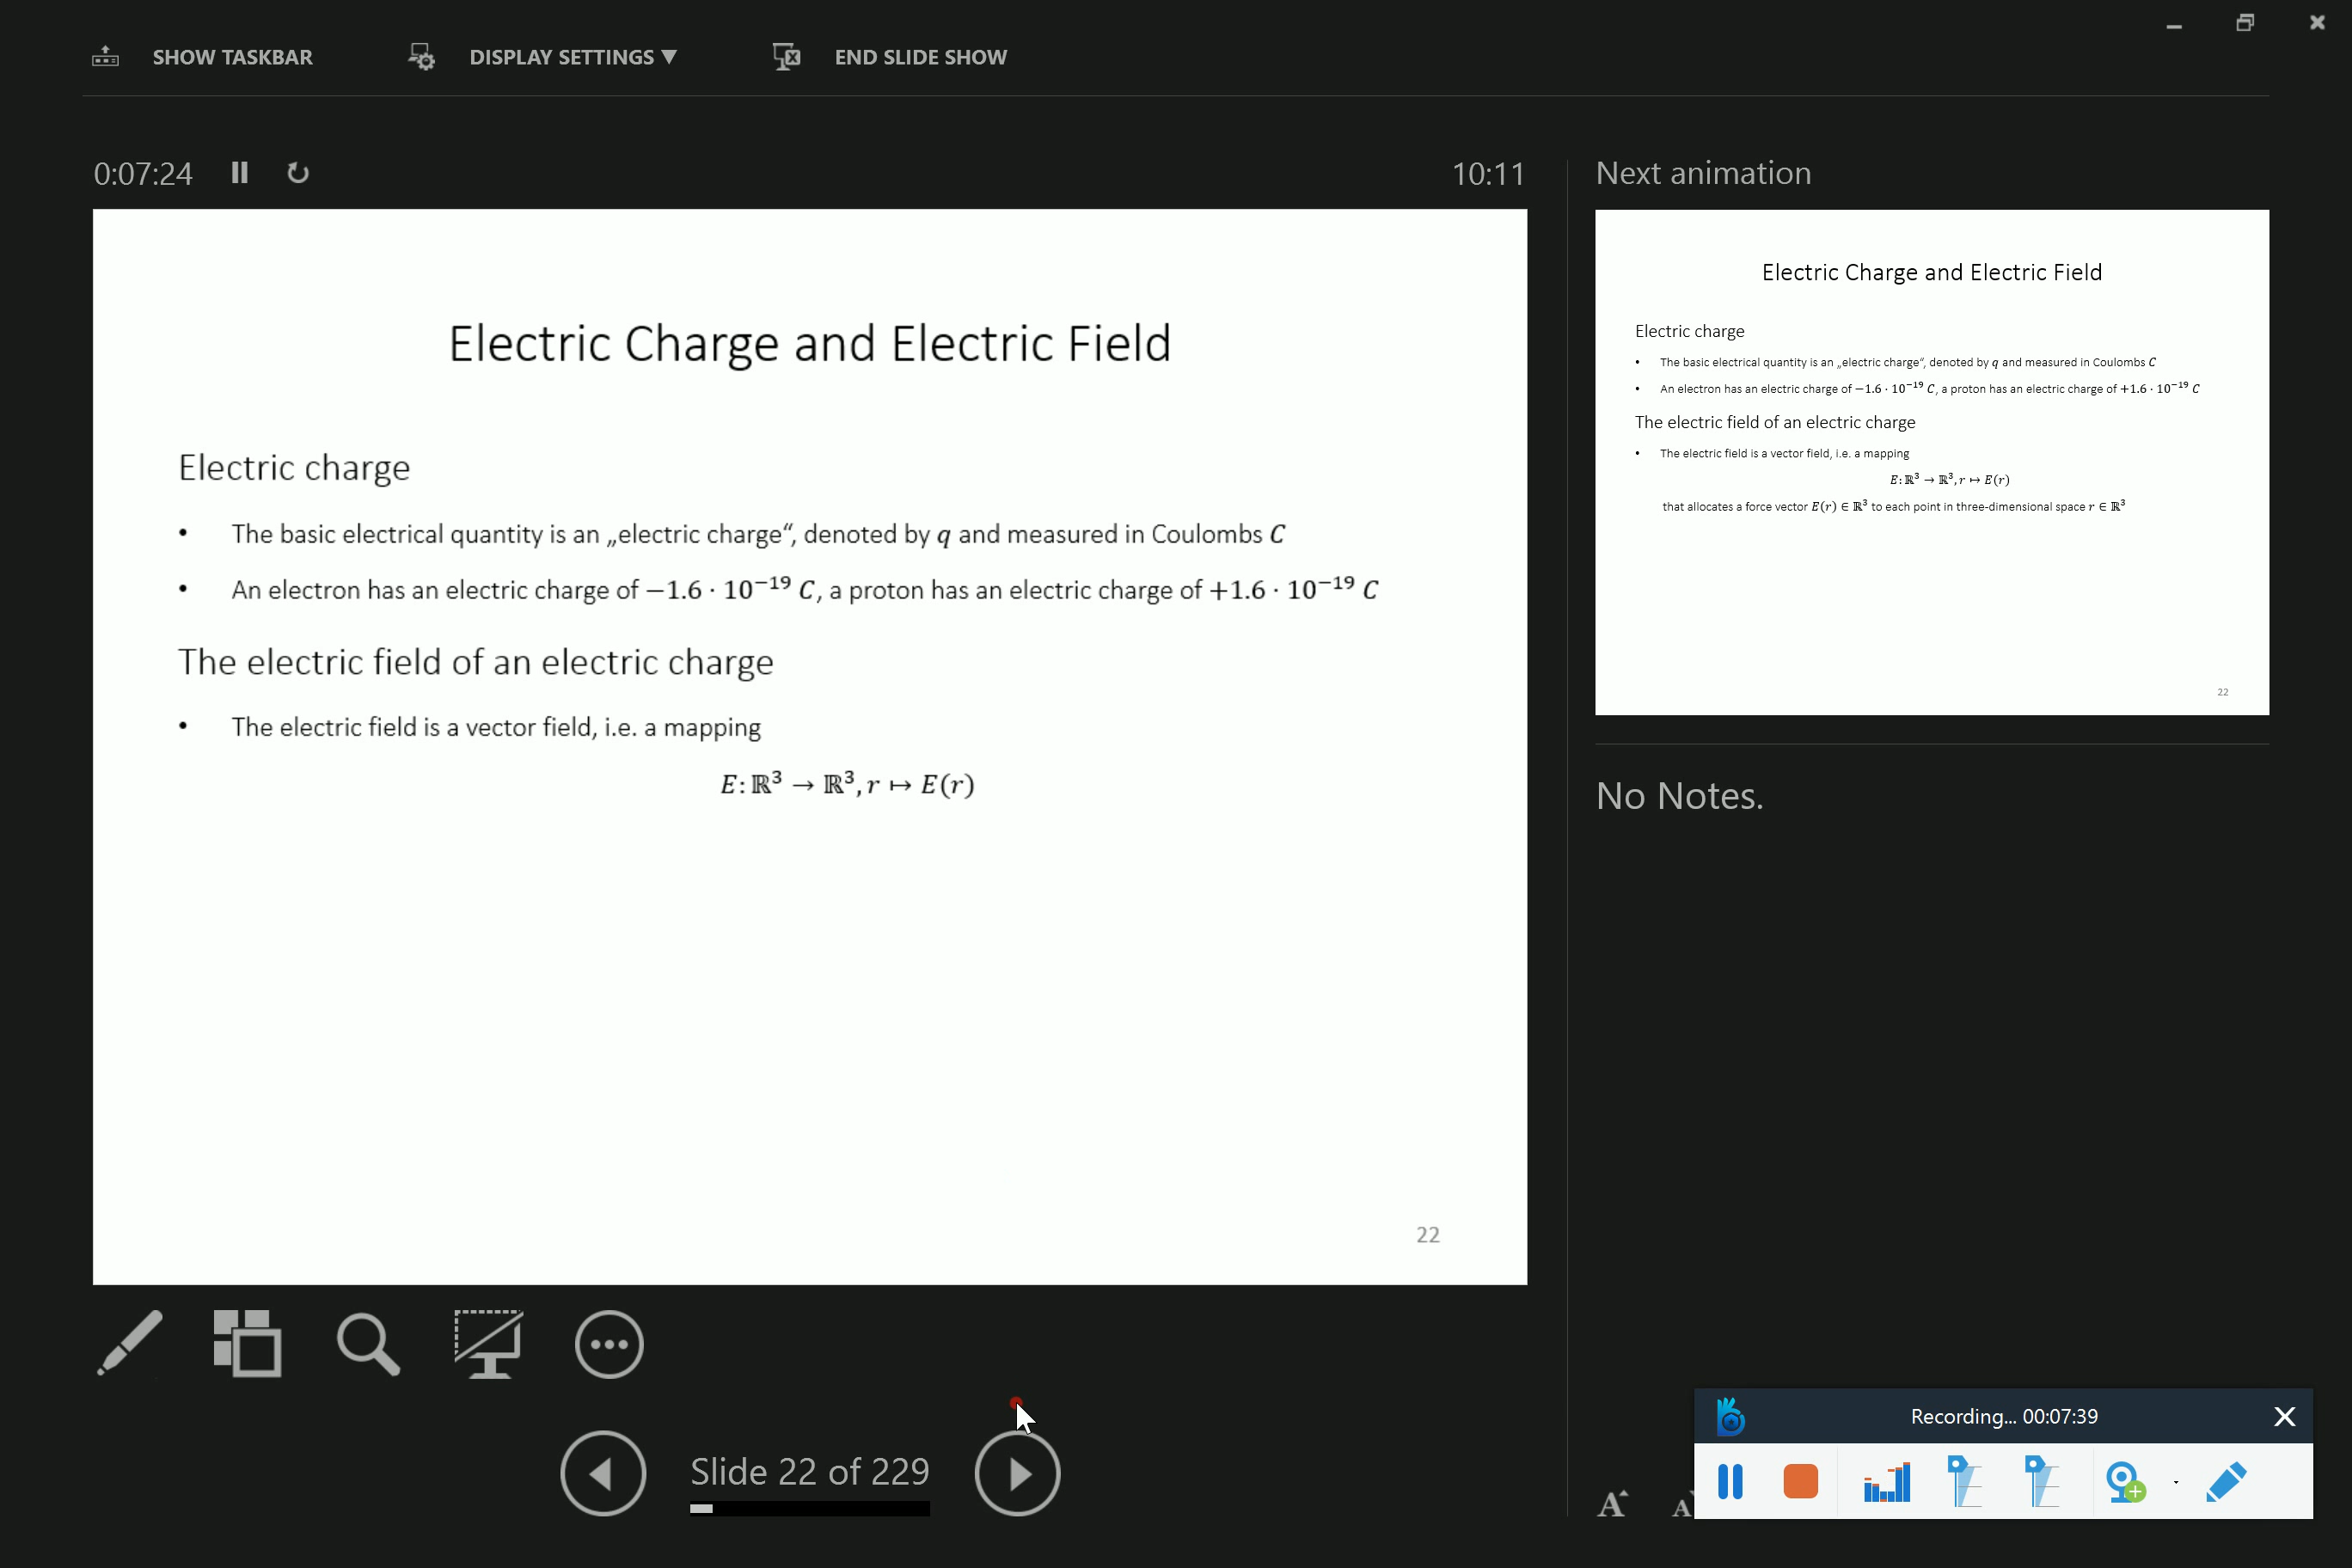 SHOW TASKBAR
DISPLAY SETTINGS ▼
END SLIDE SHOW
0:07:24
10:11
Electric Charge and Electric Field
Electric charge
• The basic electrical quantity is an „electric charge“, denoted by q and measured in Coulombs C
• An electron has an electric charge of −1.6 · 10⁻¹⁹ C, a proton has an electric charge of +1.6 · 10⁻¹⁹ C
The electric field of an electric charge
• The electric field is a vector field, i.e. a mapping
E: ℝ³ → ℝ³, r ↦ E(r)
22
Slide 22 of 229
Next animation
Electric Charge and Electric Field
Electric charge
• The basic electrical quantity is an „electric charge“, denoted by q and measured in Coulombs C
• An electron has an electric charge of −1.6 · 10⁻¹⁹ C, a proton has an electric charge of +1.6 · 10⁻¹⁹ C
The electric field of an electric charge
• The electric field is a vector field, i.e. a mapping
E: ℝ³ → ℝ³, r ↦ E(r)
that allocates a force vector E(r) ∈ ℝ³ to each point in three-dimensional space r ∈ ℝ³
22
No Notes.
A A
Recording... 00:07:39